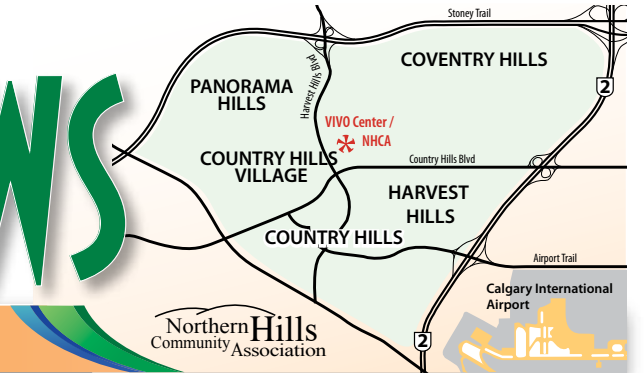 WS
Stoney Trail
COVENTRY HILLS
Harvest Hills Blvd
2
PANORAMA
HILLS
VIVO Center /
NHCA
COUNTRY HILLS
VILLAGE
Country Hills Blvd
HARVEST
HILLS
COUNTRY HILLS
Airport Trail
Calgary International
Airport
Northern Hills
Community Association
2